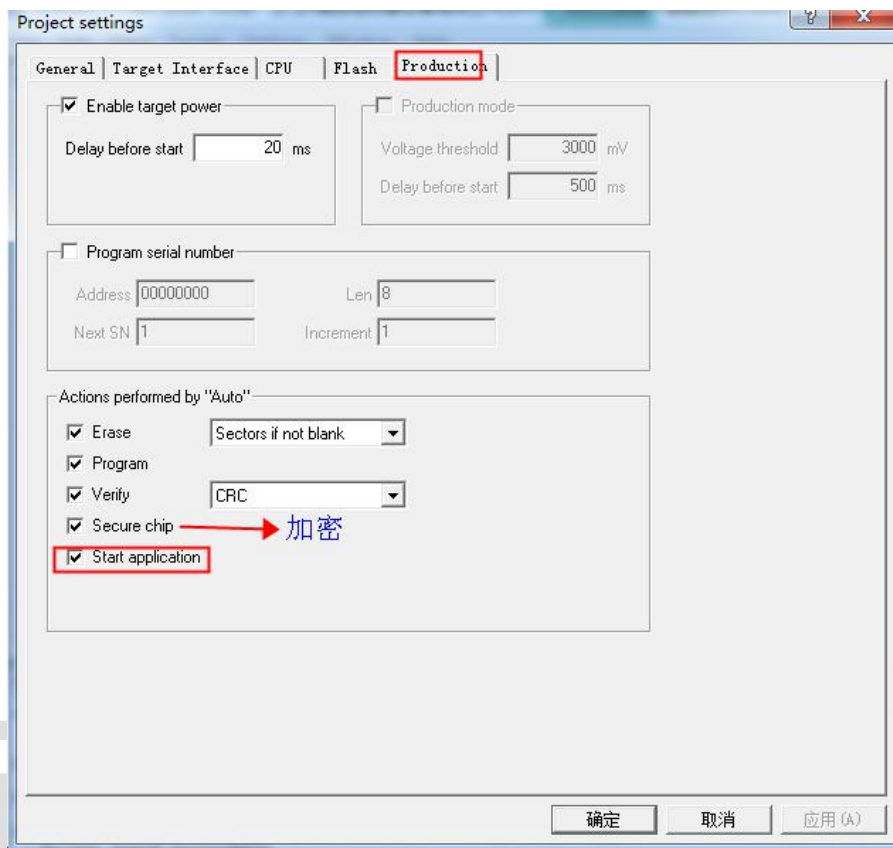 Project settings
General Target Interface CPU Flash Production
Enable target power
Production mode
Delay before start 20 ms
Voltage threshold 3000 mV
Delay before start 500 ms
Program serial number
Address 00000000 Len 8
Next SN 1 Increment 1
Actions performed by "Auto"
Erase Sectors if not blank
Program
Verify CRC
Secure chip 加密
Start application
确定 取消 应用(A)